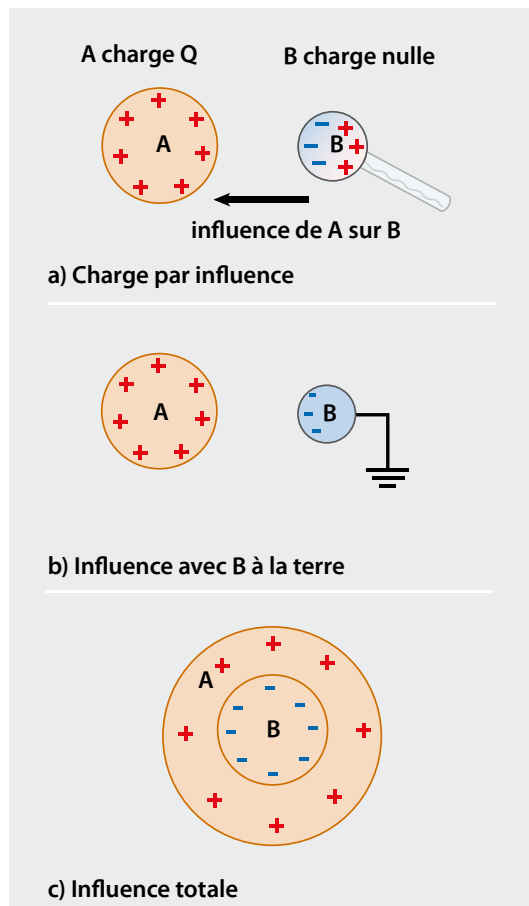 A charge Q B charge nulle
A B
influence de A sur B
a) Charge par influence
A B
b) Influence avec B à la terre
A
B
c) Influence totale